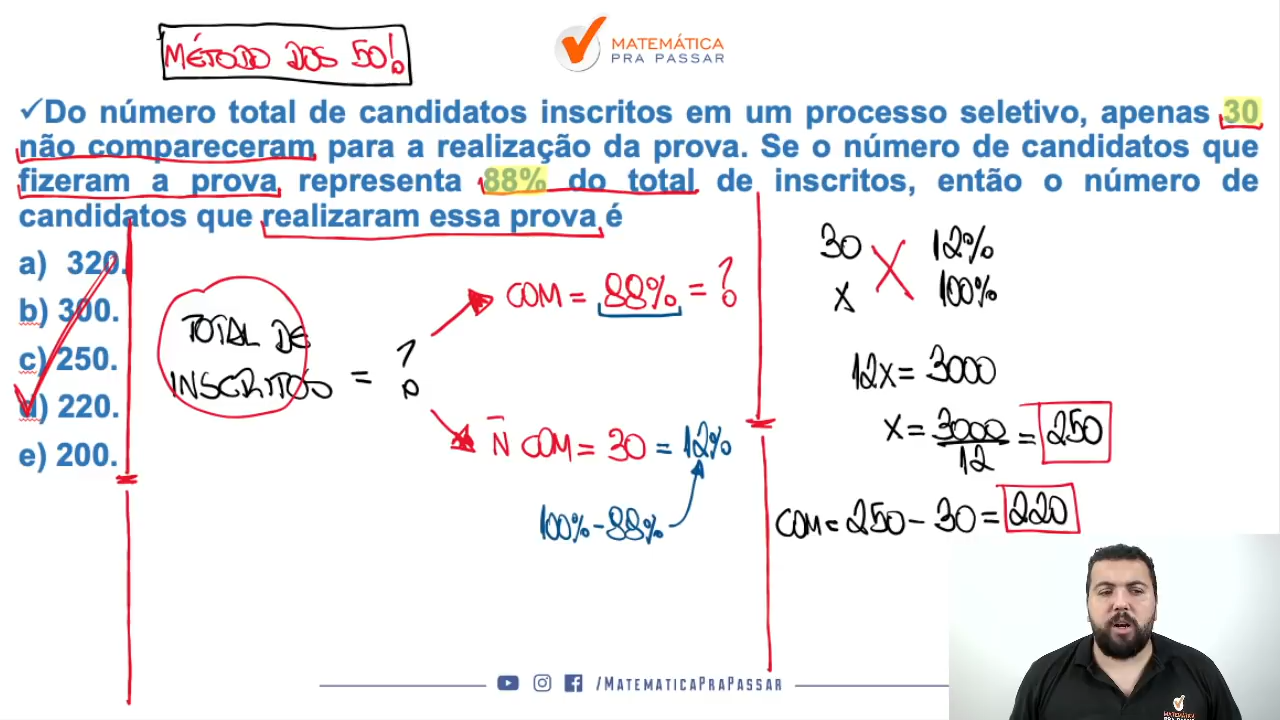 MÉTODO DOS 50!
MATEMÁTICA
PRA PASSAR
✓Do número total de candidatos inscritos em um processo seletivo, apenas 30
não compareceram para a realização da prova. Se o número de candidatos que
fizeram a prova representa 88% do total de inscritos, então o número de
candidatos que realizaram essa prova é
a) 320.
b) 300.
c) 250.
d) 220.
e) 200.
TOTAL DE
INSCRITOS = ?
COM = 88% = ?
N̄ COM = 30 = 12%
100% - 88%
30 12%
x 100%
12x = 3000
x = 3000 = 250
12
COM = 250 - 30 = 220
/MATEMATICAPRAPASSAR
MATEMÁTICA
PRA PASSAR